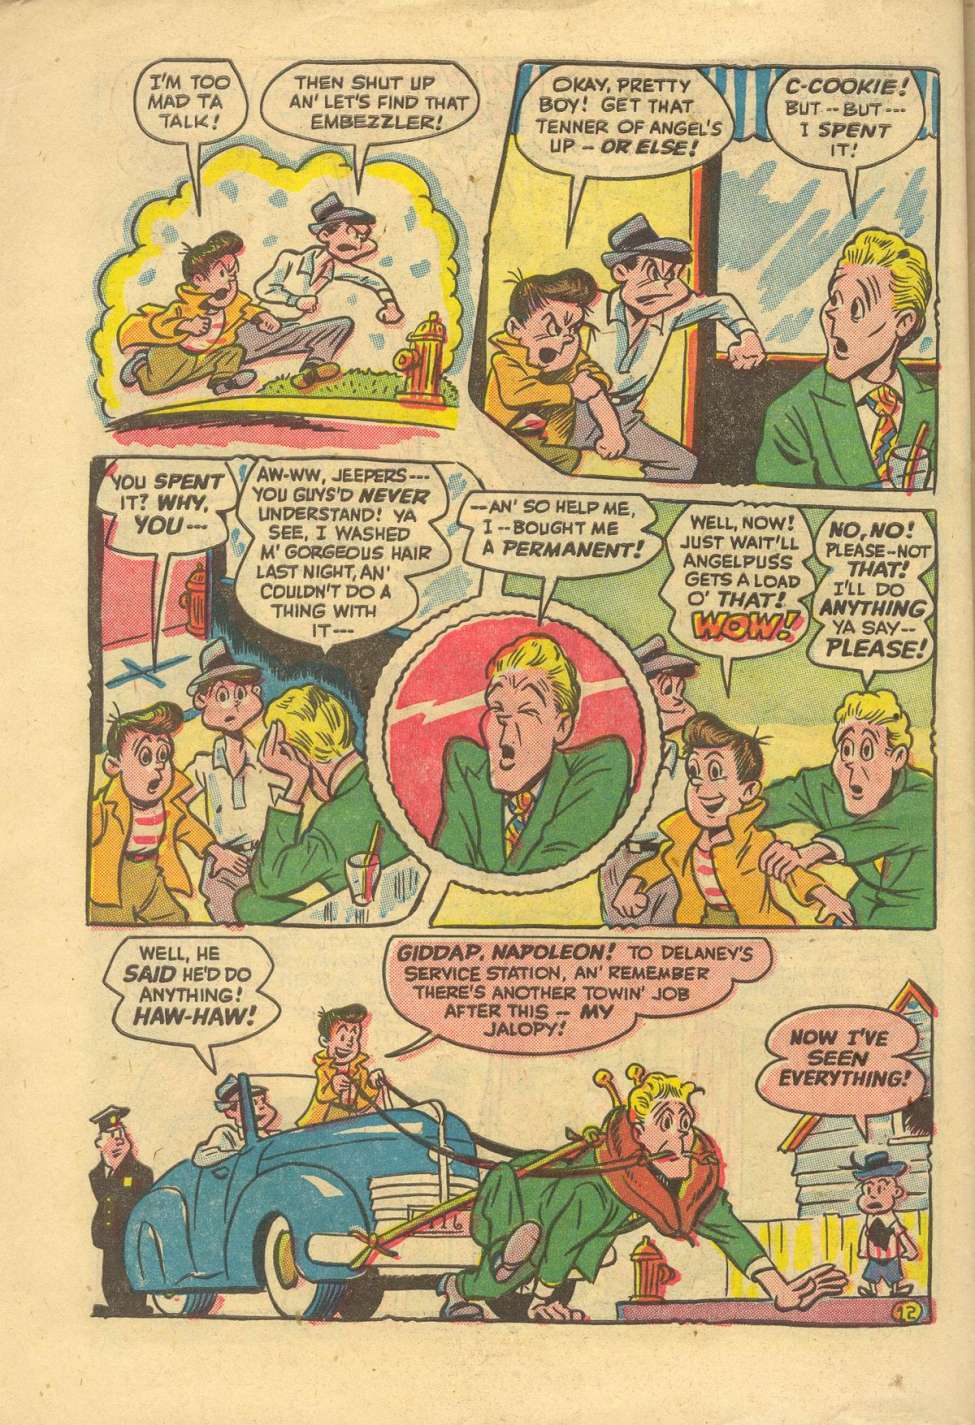 I'M TOO
MAD TA
TALK!
THEN SHUT UP
AN' LET'S FIND THAT
EMBEZZLER!
OKAY, PRETTY
BOY! GET THAT
TENNER OF ANGEL'S
UP - OR ELSE!
C-COOKIE!
BUT -- BUT ---
I SPENT
IT!
YOU SPENT
IT? WHY,
YOU ---
AW-WW, JEEPERS---
YOU GUYS'D NEVER
UNDERSTAND! YA
SEE, I WASHED
M' GORGEOUS HAIR
LAST NIGHT, AN'
COULDN'T DO A
THING WITH
IT---
--AN' SO HELP ME,
I--BOUGHT ME
A PERMANENT!
WELL, NOW!
JUST WAIT'LL
ANGELPUSS
GETS A LOAD
O' THAT!
WOW!
NO, NO!
PLEASE--NOT
THAT!
I'LL DO
ANYTHING
YA SAY--
PLEASE!
WELL, HE
SAID HE'D DO
ANYTHING!
HAW-HAW!
GIDDAP, NAPOLEON! TO DELANEY'S
SERVICE STATION, AN' REMEMBER
THERE'S ANOTHER TOWIN' JOB
AFTER THIS -- MY
JALOPY!
NOW I'VE
SEEN
EVERYTHING!
12